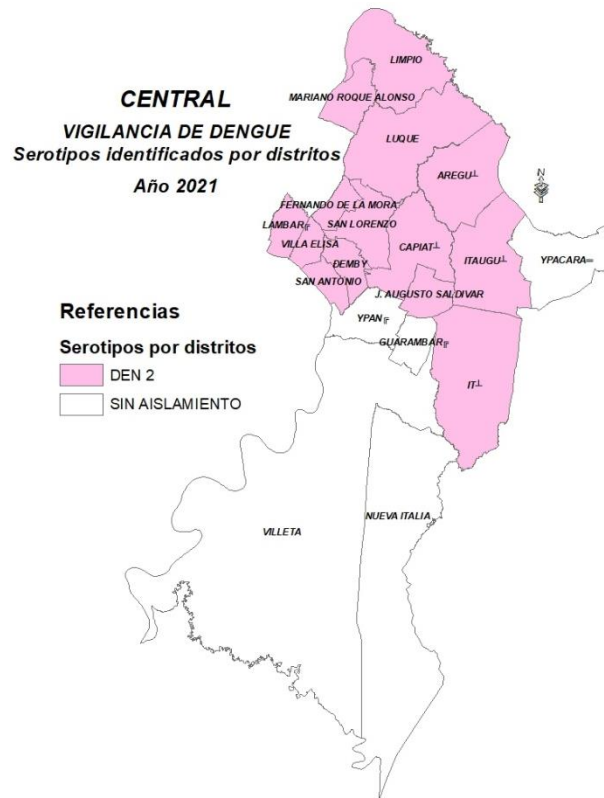 CENTRAL
VIGILANCIA DE DENGUE
Serotipos identificados por distritos
Año 2021
LIMPIO
MARIANO ROQUE ALONSO
LUQUE
N
AREGU┴
FERNANDO DE LA MORA
LAMBAR╔
SAN LORENZO
VILLA ELISA
CAPIAT┴
ITAUGU┴
YPACARA═
ÐEMBY
SAN ANTONIO
J. AUGUSTO SALDIVAR
YPAN╔
GUARAMBAR╔
IT┴
Referencias
Serotipos por distritos
DEN 2
SIN AISLAMIENTO
VILLETA
NUEVA ITALIA